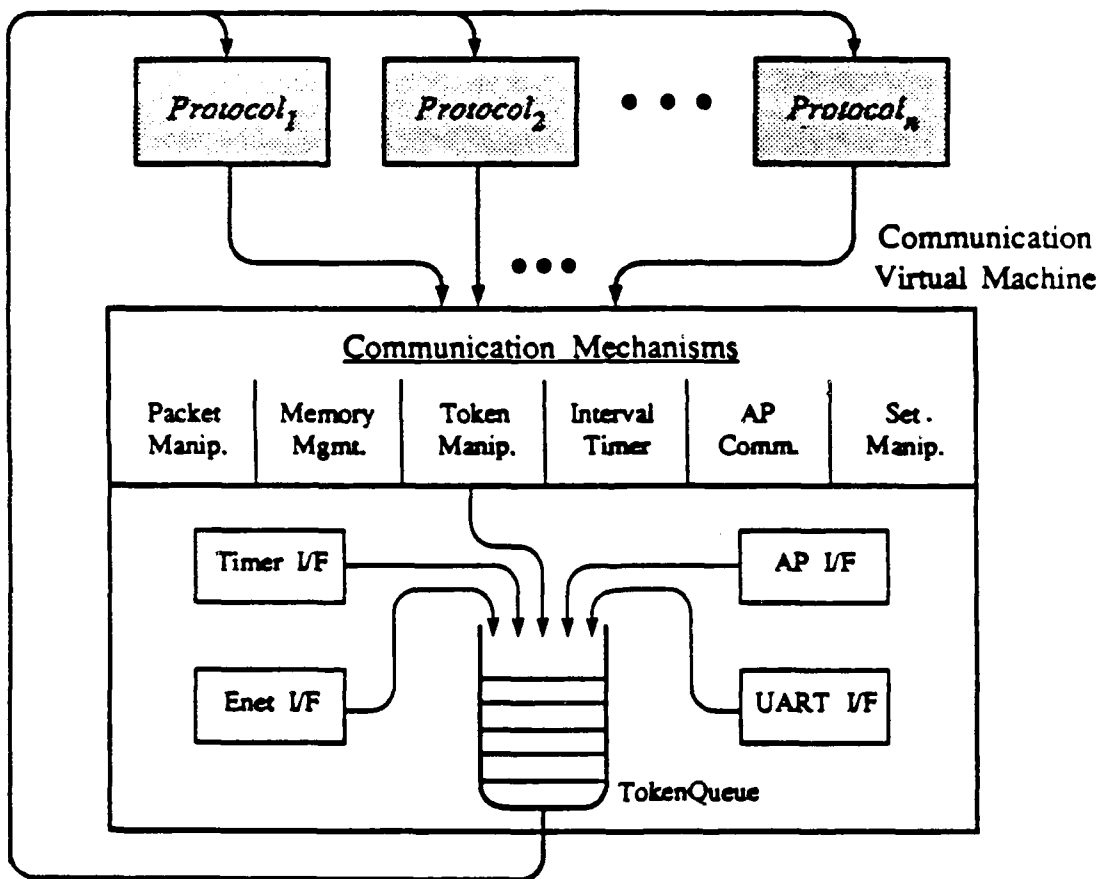 Protocol1
Protocol2
Protocoln
Communication
Virtual Machine
Communication Mechanisms
Packet
Manip.
Memory
Mgmt.
Token
Manip.
Interval
Timer
AP
Comm.
Set.
Manip.
Timer I/F
AP I/F
Enet I/F
UART I/F
TokenQueue